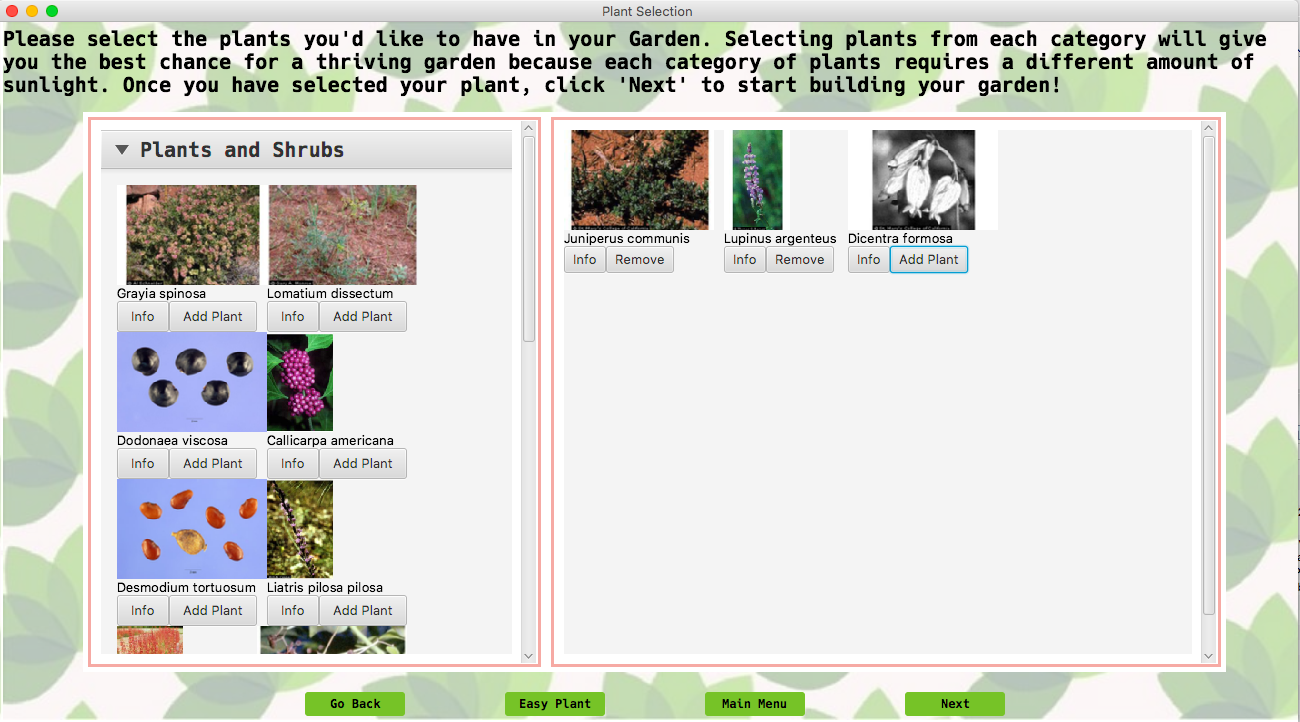 Plant Selection
Please select the plants you'd like to have in your Garden. Selecting plants from each category will give
you the best chance for a thriving garden because each category of plants requires a different amount of
sunlight. Once you have selected your plant, click 'Next' to start building your garden!
Plants and Shrubs
Grayia spinosa Lomatium dissectum
Info Add Plant Info Add Plant
Dodonaea viscosa Callicarpa americana
Info Add Plant Info Add Plant
Desmodium tortuosum Liatris pilosa pilosa
Info Add Plant Info Add Plant
Juniperus communis Lupinus argenteus Dicentra formosa
Info Remove Info Remove Info Add Plant
Go Back Easy Plant Main Menu Next